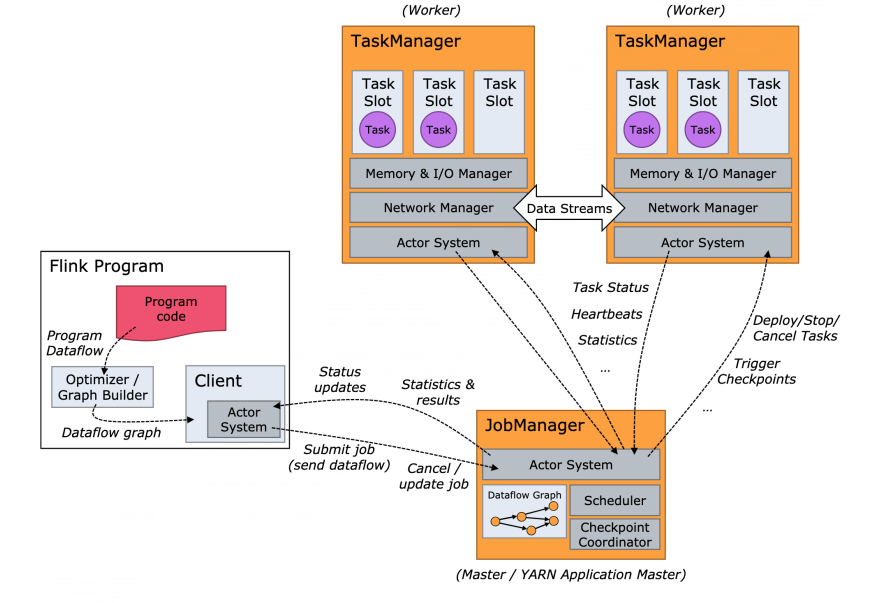 (Worker)
(Worker)
TaskManager
TaskManager
Task
Slot
Task
Slot
Task
Slot
Task
Slot
Task
Slot
Task
Slot
Task
Task
Task
Task
Memory & I/O Manager
Memory & I/O Manager
Network Manager
Data Streams
Network Manager
Actor System
Actor System
Flink Program
Program
code
Program
Dataflow
Optimizer /
Graph Builder
Dataflow graph
Client
Actor
System
Status
updates
Statistics &
results
Submit job
(send dataflow)
Cancel /
update job
Task Status
Heartbeats
Statistics
...
Deploy/Stop/
Cancel Tasks
Trigger
Checkpoints
...
JobManager
Actor System
Dataflow Graph
Scheduler
Checkpoint
Coordinator
(Master / YARN Application Master)